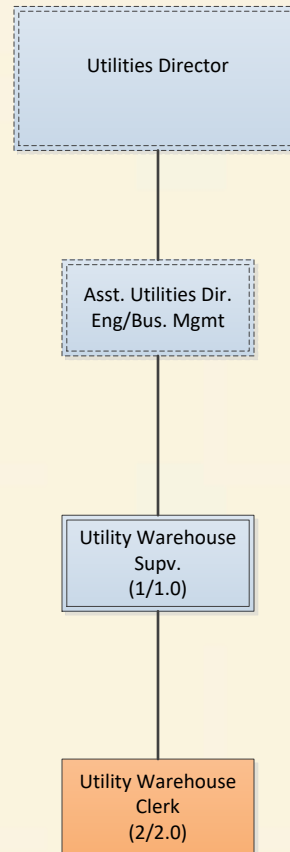 Utilities Director
Asst. Utilities Dir.
Eng/Bus. Mgmt
Utility Warehouse
Supv.
(1/1.0)
Utility Warehouse
Clerk
(2/2.0)